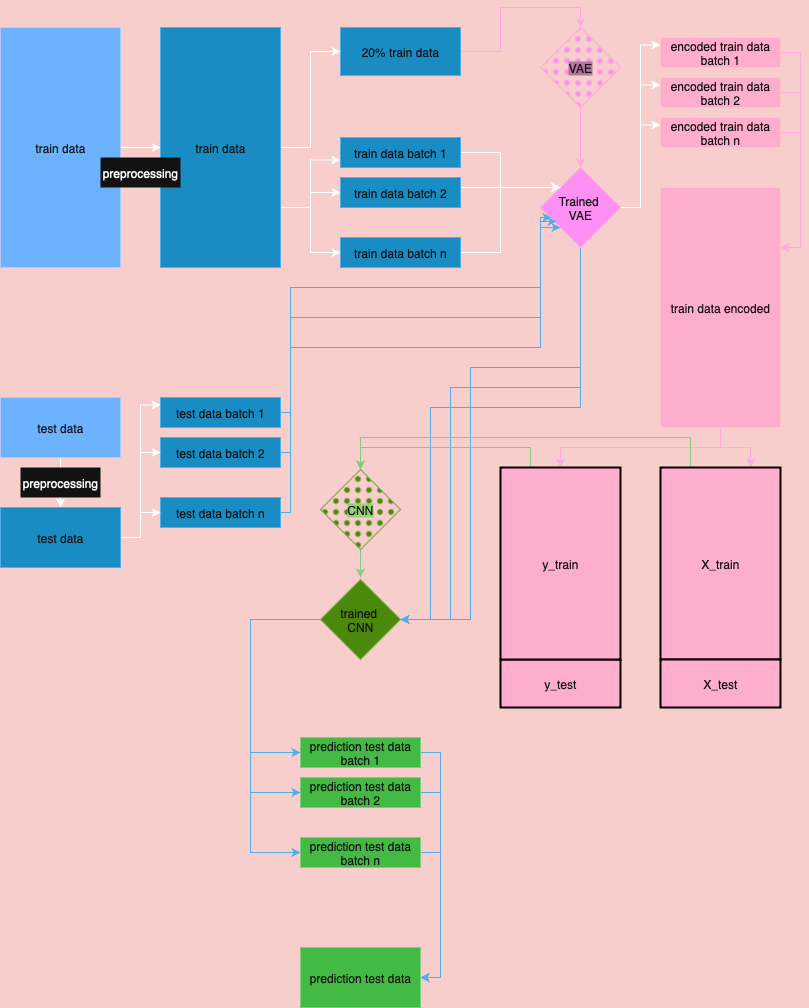 train data
preprocessing
train data
20% train data
train data batch 1
train data batch 2
train data batch n
VAE
Trained
VAE
encoded train data
batch 1
encoded train data
batch 2
encoded train data
batch n
train data encoded
test data
preprocessing
test data
test data batch 1
test data batch 2
test data batch n
CNN
trained
CNN
y_train
y_test
X_train
X_test
prediction test data
batch 1
prediction test data
batch 2
prediction test data
batch n
prediction test data